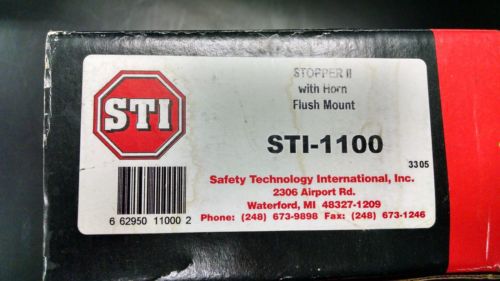 STI
STOPPER II
with Horn
Flush Mount
STI-1100
3305
Safety Technology International, Inc.
2306 Airport Rd.
Waterford, MI 48327-1209
Phone: (248) 673-9898 Fax: (248) 673-1246
6 62950 11000 2